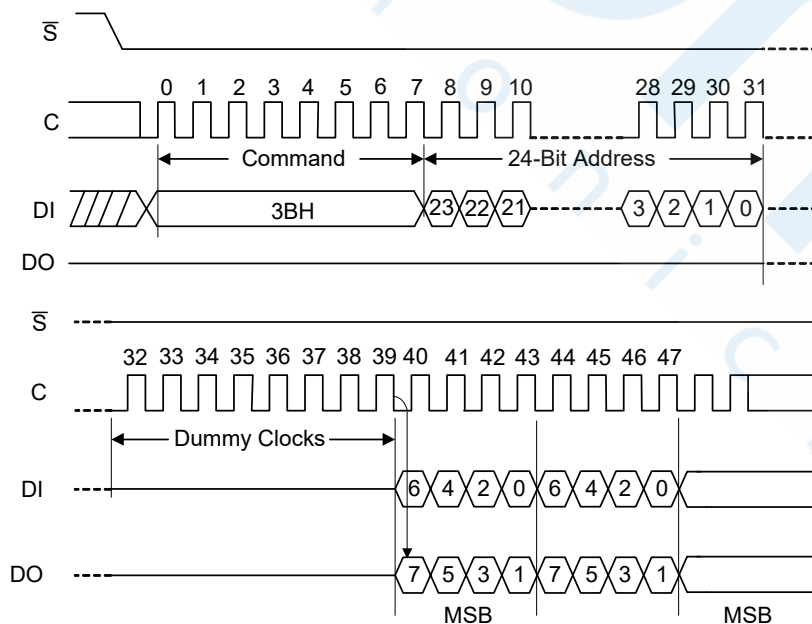 S
0 1 2 3 4 5 6 7 8 9 10 28 29 30 31
C
Command 24-Bit Address
DI 3BH 23 22 21 3 2 1 0
DO
S
32 33 34 35 36 37 38 39 40 41 42 43 44 45 46 47
C
Dummy Clocks
DI 6 4 2 0 6 4 2 0
DO 7 5 3 1 7 5 3 1
MSB MSB